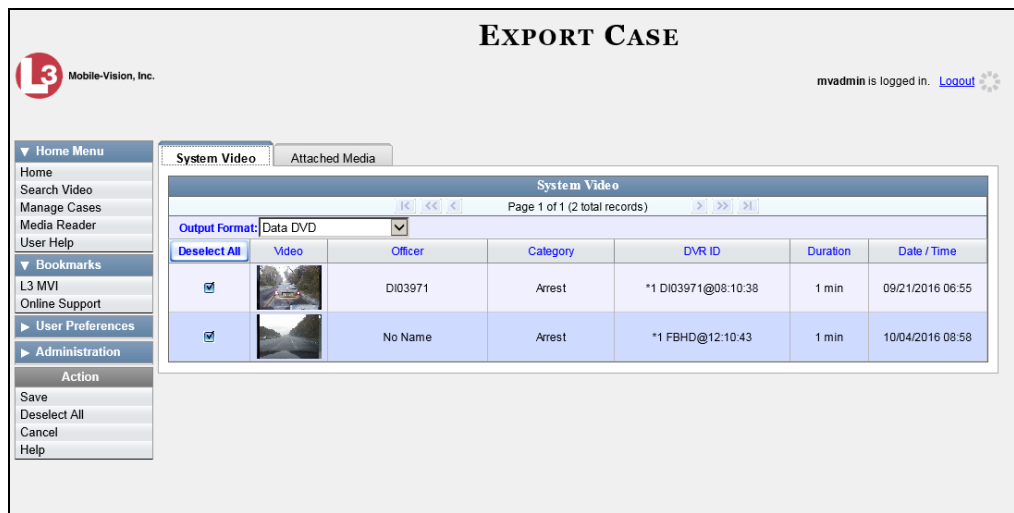 EXPORT CASE
L3 Mobile-Vision, Inc.
mvadmin is logged in. Logout
▼ Home Menu
Home
Search Video
Manage Cases
Media Reader
User Help
▼ Bookmarks
L3 MVI
Online Support
▶ User Preferences
▶ Administration
Action
Save
Deselect All
Cancel
Help
System Video Attached Media
System Video
|< << < Page 1 of 1 (2 total records) > >> >|
Output Format: Data DVD
Deselect All Video Officer Category DVR ID Duration Date / Time
DI03971 Arrest *1 DI03971@08:10:38 1 min 09/21/2016 06:55
No Name Arrest *1 FBHD@12:10:43 1 min 10/04/2016 08:58